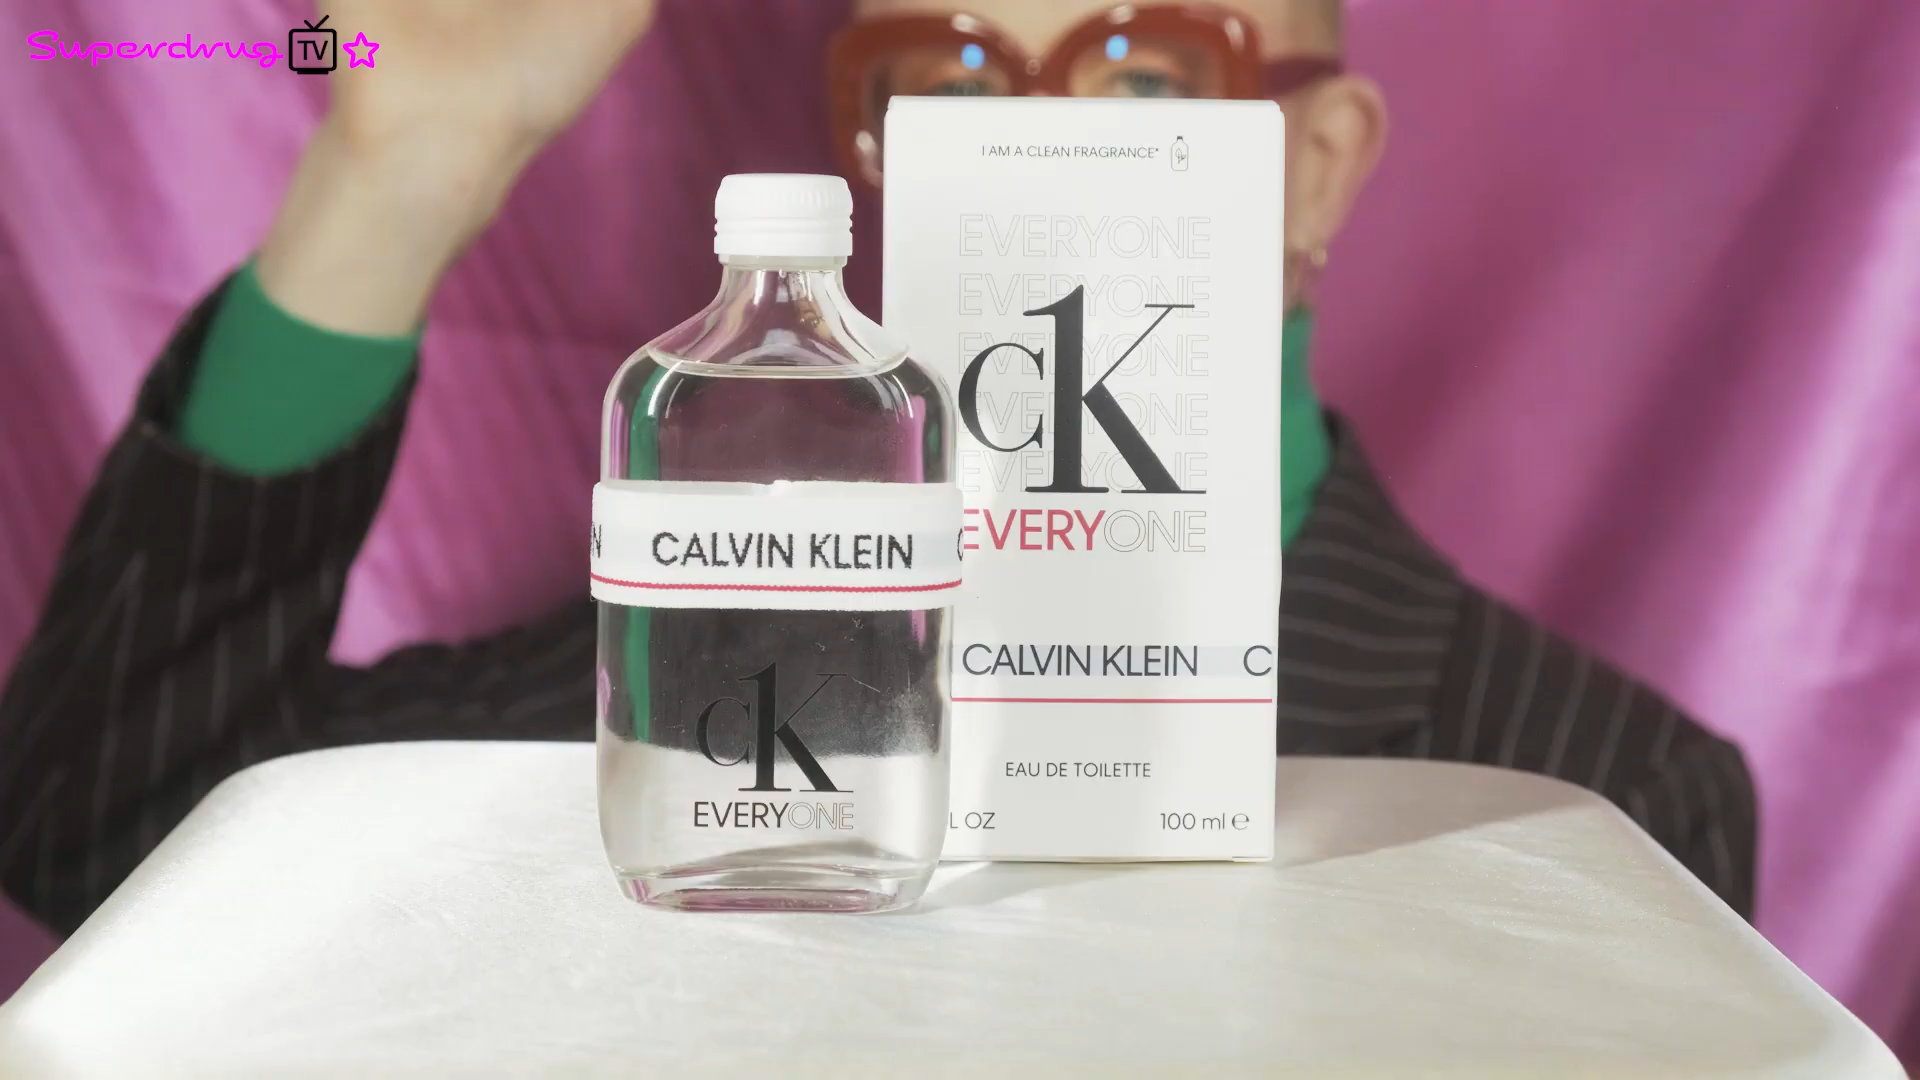 Superdrug TV
I AM A CLEAN FRAGRANCE*
EVERYONE
EVERYONE
EVERYONE
EVERYONE
EVERYONE
cK
EVERYONE
CALVIN KLEIN C
EAU DE TOILETTE
L OZ 100 ml e
N CALVIN KLEIN C
cK
EVERYONE